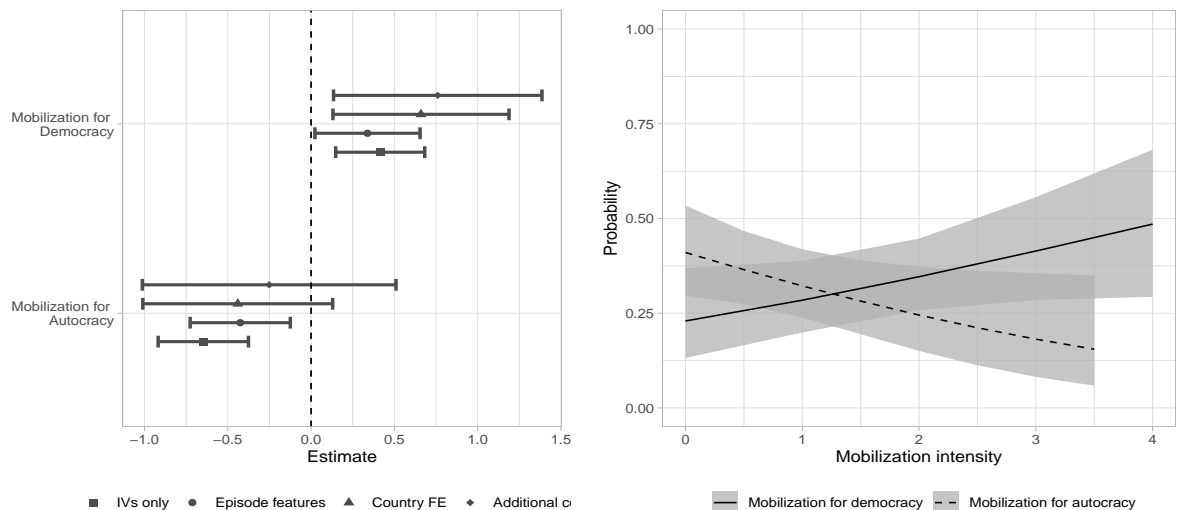 Mobilization for
Democracy
Mobilization for
Autocracy
−1.0 −0.5 0.0 0.5 1.0 1.5
Estimate
IVs only Episode features Country FE Additional
1.00
0.75
0.50
0.25
0.00
Probability
0 1 2 3 4
Mobilization intensity
Mobilization for democracy Mobilization for autocracy